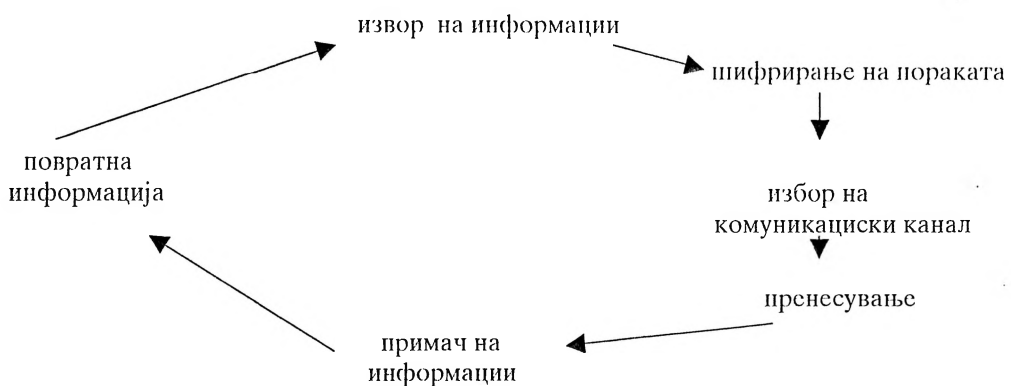 извор на информации
шифрирање на пораката
повратна
информација
избор на
комуникациски канал
пренесување
примач на
информации